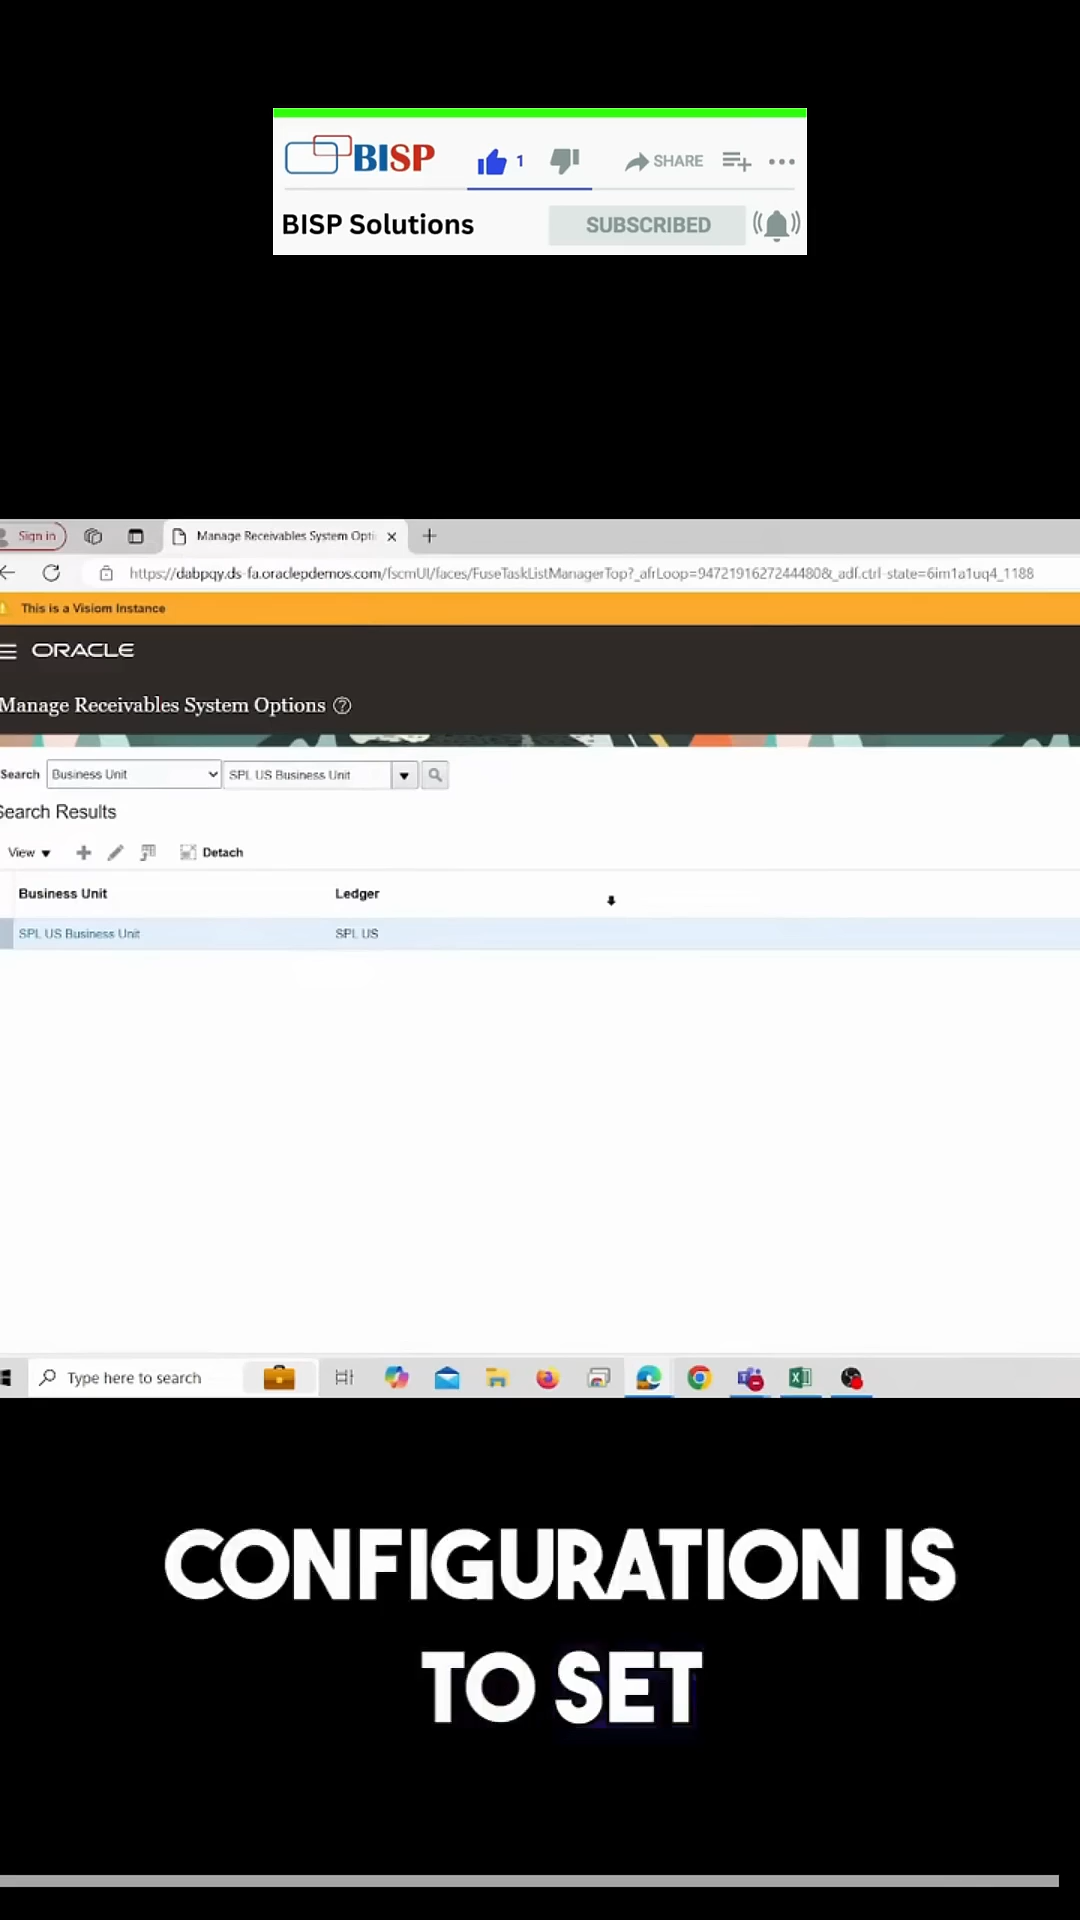 BISP
1
SHARE
BISP Solutions
SUBSCRIBED
Sign in
Manage Receivables System Opti
https://dabpqy.ds-fa.oraclepdemos.com/fscmUI/faces/FuseTaskListManagerTop?_afrLoop=9472191627244480&_adf.ctrl-state=6im1a1uq4_1188
This is a Visiom Instance
ORACLE
Manage Receivables System Options
Search Business Unit SPL US Business Unit
Search Results
View Detach
Business Unit Ledger
SPL US Business Unit SPL US
Type here to search
CONFIGURATION IS
TO SET